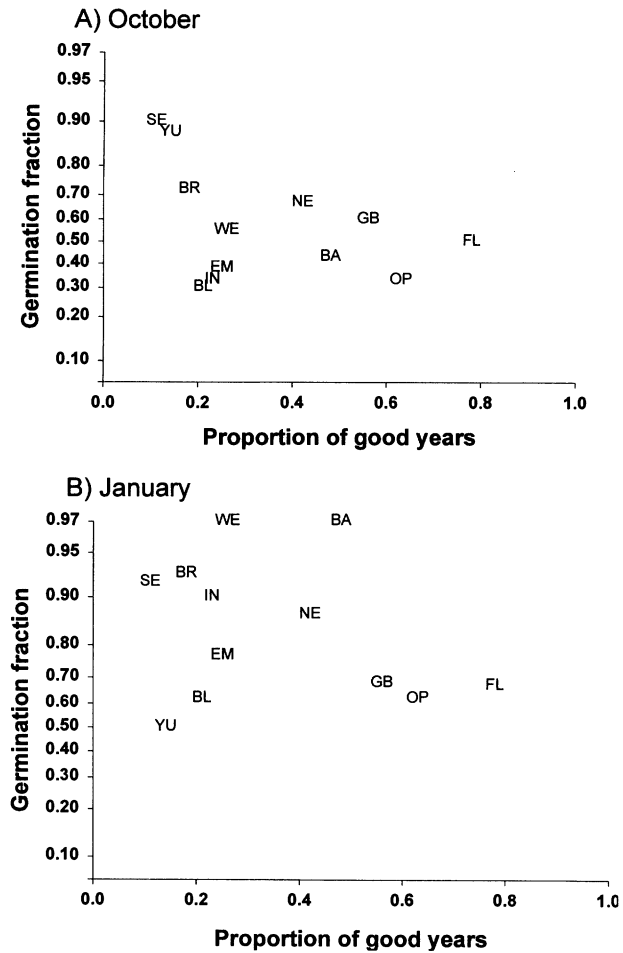 A) October
Germination fraction
0.97
0.95
0.90
0.80
0.70
0.60
0.50
0.40
0.30
0.20
0.10
SE
YU
BR
NE
WE
GB
FL
BA
EM
IN
OP
BL
0.0 0.2 0.4 0.6 0.8 1.0
Proportion of good years
B) January
Germination fraction
0.97
0.95
0.90
0.80
0.70
0.60
0.50
0.40
0.30
0.20
0.10
WE BA
BR
SE
IN
NE
EM
GB
FL
BL
OP
YU
0.0 0.2 0.4 0.6 0.8 1.0
Proportion of good years